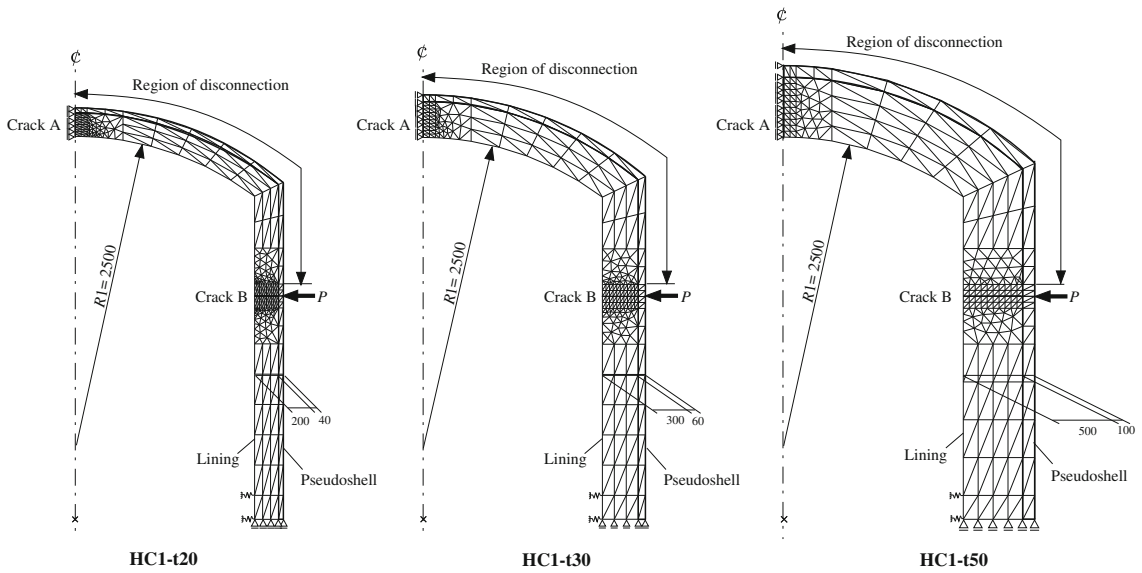 ℄
Region of disconnection
Crack A
R1= 2500
Crack B
P
200
40
Lining
Pseudoshell
HC1-t20
℄
Region of disconnection
Crack A
R1= 2500
Crack B
P
300
60
Lining
Pseudoshell
HC1-t30
℄
Region of disconnection
Crack A
R1= 2500
Crack B
P
500
100
Lining
Pseudoshell
HC1-t50